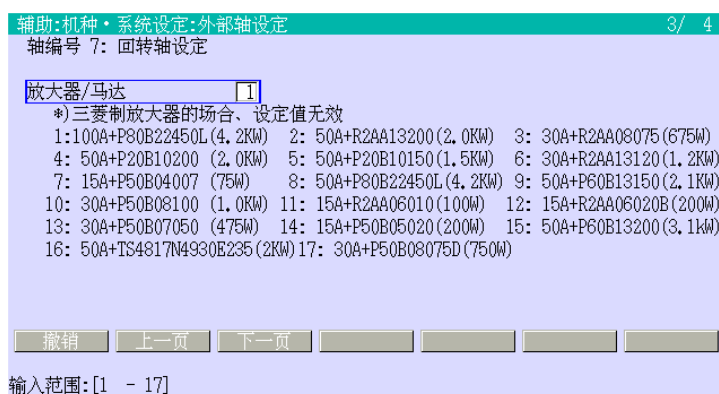 辅助:机种・系统设定:外部轴设定 3/ 4
轴编号 7: 回转轴设定
放大器/马达 1
*)三菱制放大器的场合、设定值无效
1:100A+P80B22450L(4.2KW) 2: 50A+R2AA13200(2.0KW) 3: 30A+R2AA08075(675W)
4: 50A+P20B10200 (2.0KW) 5: 50A+P20B10150(1.5KW) 6: 30A+R2AA13120(1.2KW)
7: 15A+P50B04007 (75W) 8: 50A+P80B22450L(4.2KW) 9: 50A+P60B13150(2.1KW)
10: 30A+P50B08100 (1.0KW) 11: 15A+R2AA06010(100W) 12: 15A+R2AA06020B(200W)
13: 30A+P50B07050 (475W) 14: 15A+P50B05020(200W) 15: 50A+P60B13200(3.1kW)
16: 50A+TS4817N4930E235(2KW)17: 30A+P50B08075D(750W)
撤销 上一页 下一页
输入范围:[1 - 17]